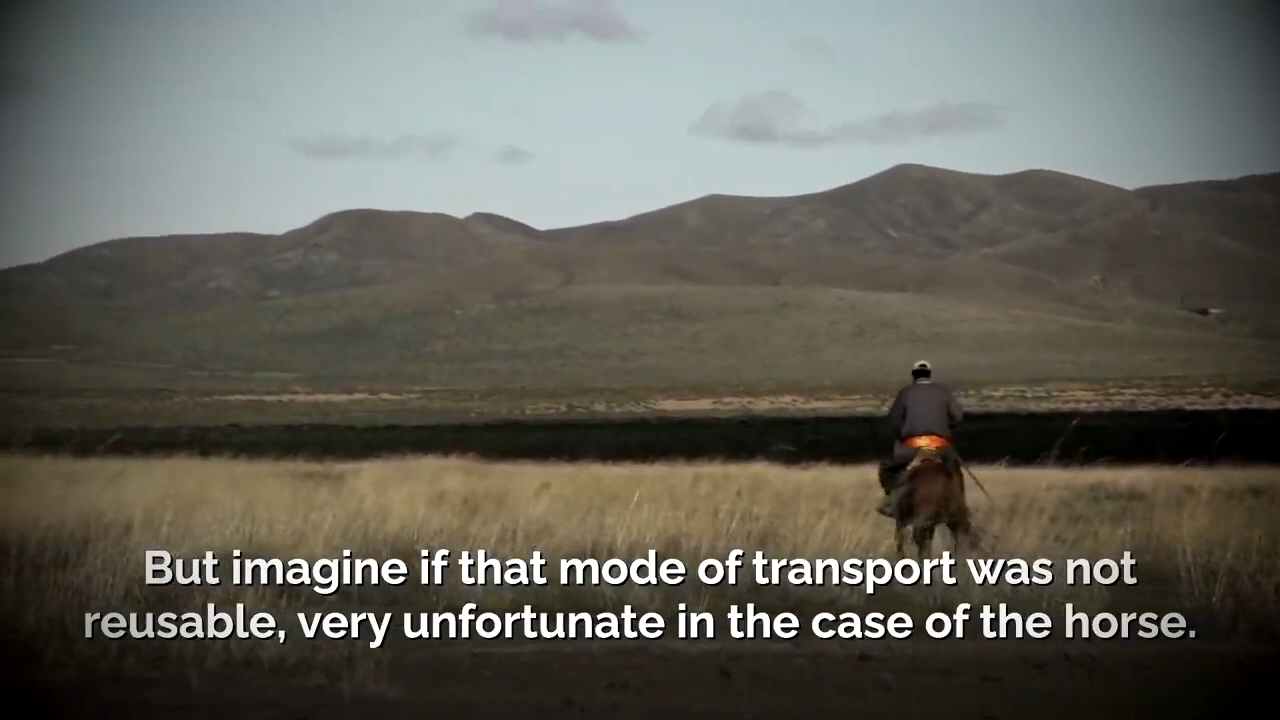 But imagine if that mode of transport was not
reusable, very unfortunate in the case of the horse.